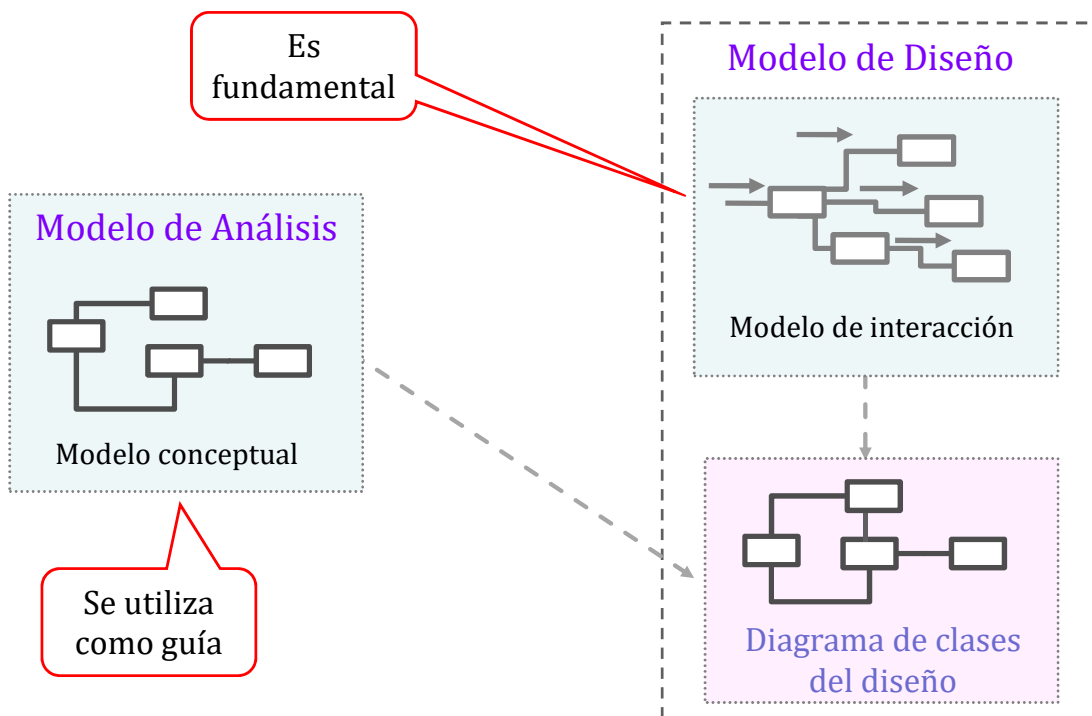 Es
fundamental
Modelo de Diseño
Modelo de interacción
Modelo de Análisis
Modelo conceptual
Se utiliza
como guía
Diagrama de clases
del diseño